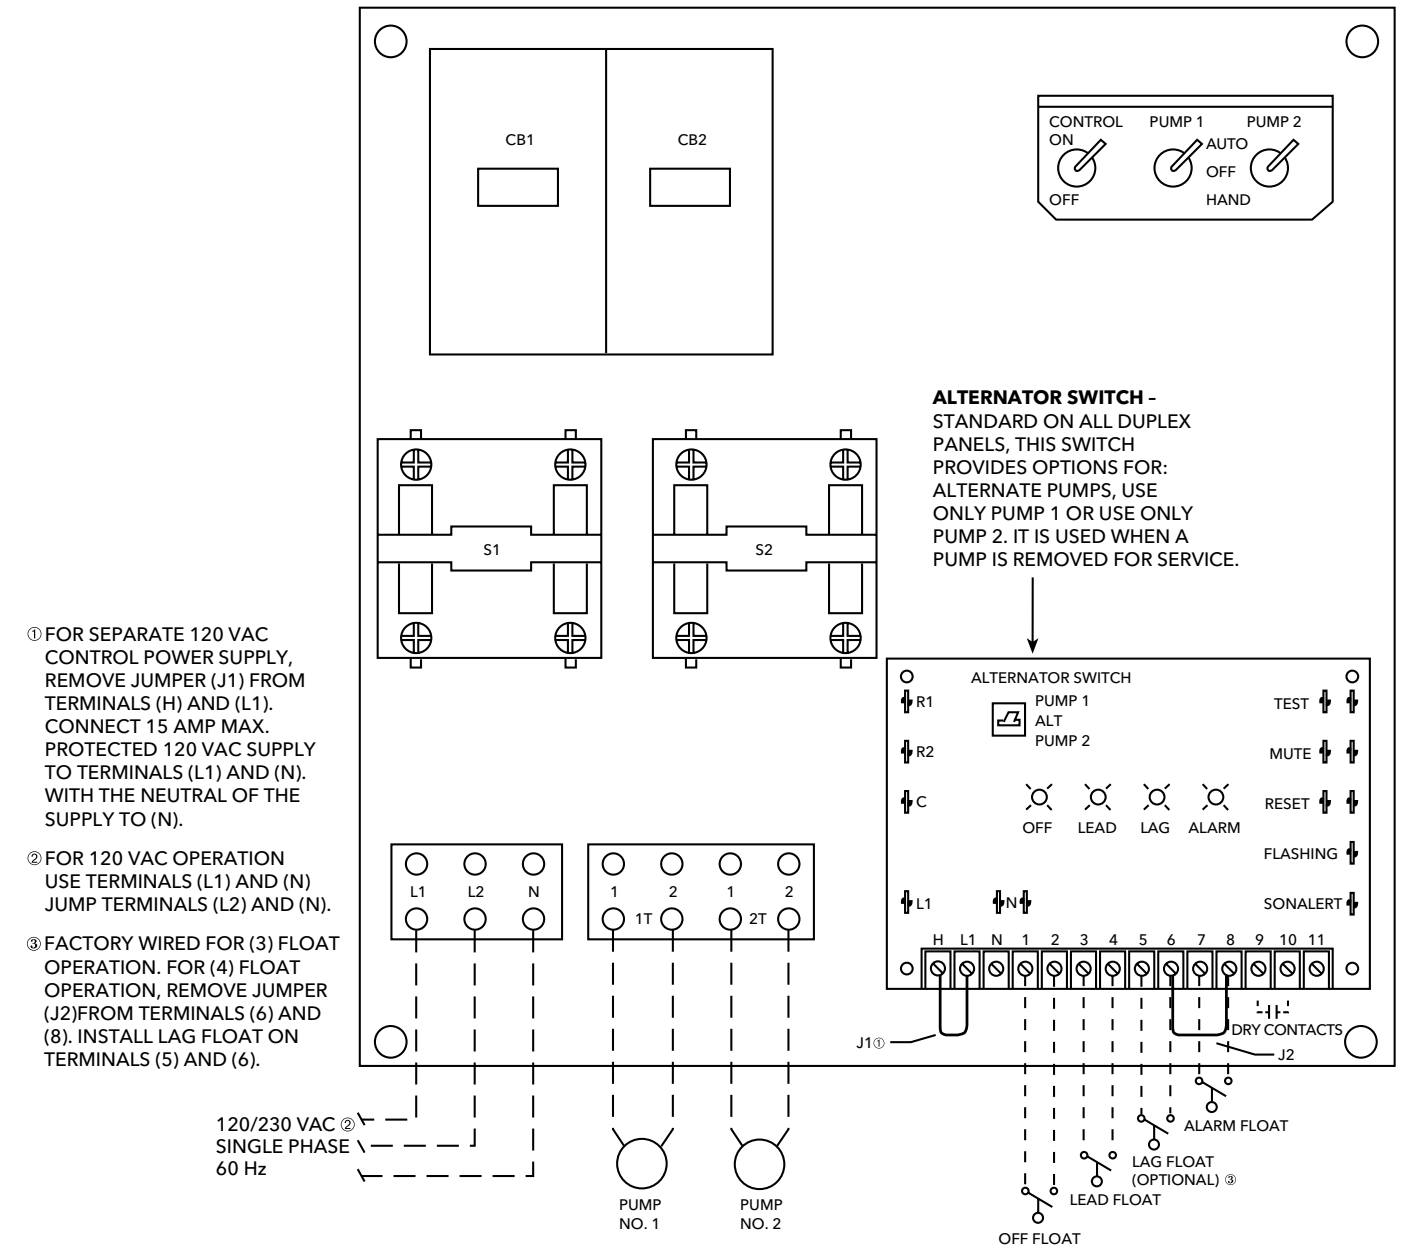 CB1
CB2
CONTROL PUMP 1 PUMP 2
ON
AUTO
OFF
OFF
HAND
ALTERNATOR SWITCH –
STANDARD ON ALL DUPLEX
PANELS, THIS SWITCH
PROVIDES OPTIONS FOR:
ALTERNATE PUMPS, USE
ONLY PUMP 1 OR USE ONLY
PUMP 2. IT IS USED WHEN A
PUMP IS REMOVED FOR SERVICE.
S1
S2
① FOR SEPARATE 120 VAC
CONTROL POWER SUPPLY,
REMOVE JUMPER (J1) FROM
TERMINALS (H) AND (L1).
CONNECT 15 AMP MAX.
PROTECTED 120 VAC SUPPLY
TO TERMINALS (L1) AND (N).
WITH THE NEUTRAL OF THE
SUPPLY TO (N).
② FOR 120 VAC OPERATION
USE TERMINALS (L1) AND (N)
JUMP TERMINALS (L2) AND (N).
③ FACTORY WIRED FOR (3) FLOAT
OPERATION. FOR (4) FLOAT
OPERATION, REMOVE JUMPER
(J2)FROM TERMINALS (6) AND
(8). INSTALL LAG FLOAT ON
TERMINALS (5) AND (6).
ALTERNATOR SWITCH
PUMP 1
ALT
PUMP 2
R1
R2
C
L1
N
TEST
MUTE
RESET
FLASHING
SONALERT
OFF LEAD LAG ALARM
H L1 N 1 2 3 4 5 6 7 8 9 10 11
L1 L2 N
1 2 1 2
1T 2T
J1①
DRY CONTACTS
J2
120/230 VAC ②
SINGLE PHASE
60 Hz
PUMP
NO. 1
PUMP
NO. 2
ALARM FLOAT
LAG FLOAT
(OPTIONAL) ③
LEAD FLOAT
OFF FLOAT